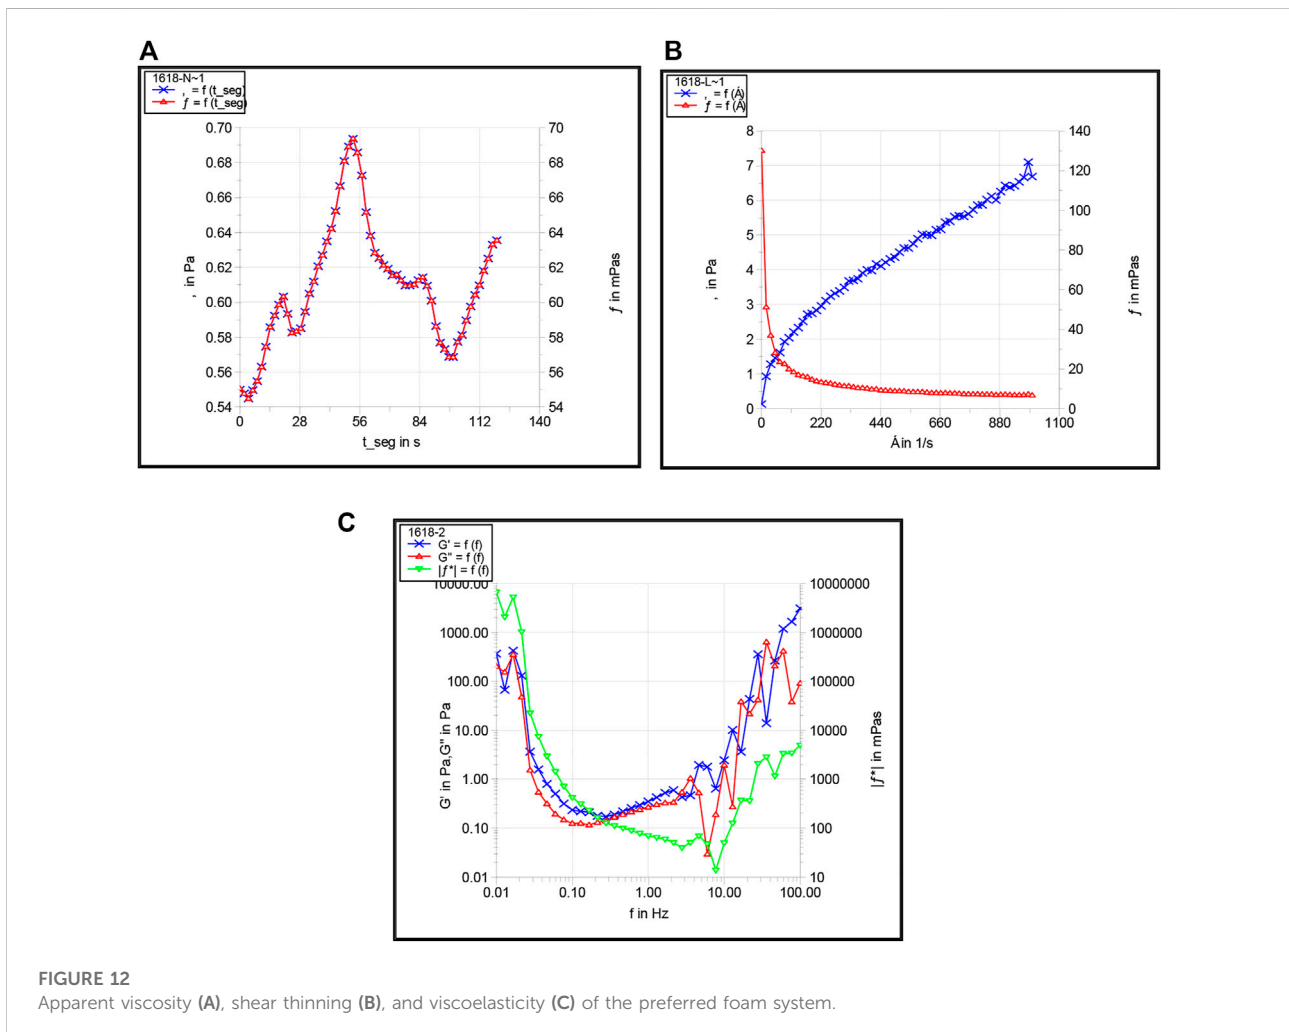 A
1618-N~1
, = f (t_seg)
ƒ = f (t_seg)
0.70
0.68
0.66
0.64
0.62
0.60
0.58
0.56
0.54
, in Pa
70
68
66
64
62
60
58
56
54
ƒ in mPas
0 28 56 84 112 140
t_seg in s
B
1618-L~1
, = f (Á)
ƒ = f (Á)
8
7
6
5
4
3
2
1
0
, in Pa
140
120
100
80
60
40
20
0
ƒ in mPas
0 220 440 660 880 1100
Á in 1/s
C
1618-2
G' = f (f)
G'' = f (f)
|ƒ*| = f (f)
10000.00
1000.00
100.00
10.00
1.00
0.10
0.01
G' in Pa,G'' in Pa
10000000
1000000
100000
10000
1000
100
10
|ƒ*| in mPas
0.01 0.10 1.00 10.00 100.00
f in Hz
FIGURE 12
Apparent viscosity (A), shear thinning (B), and viscoelasticity (C) of the preferred foam system.